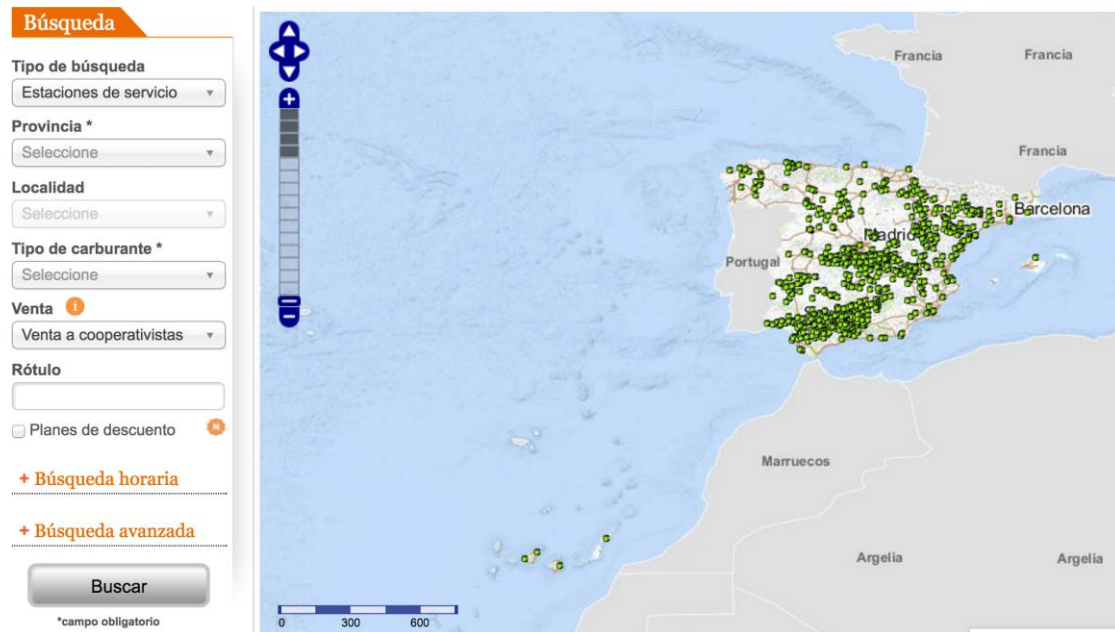 Búsqueda
Tipo de búsqueda
Estaciones de servicio
Provincia *
Seleccione
Localidad
Seleccione
Tipo de carburante *
Seleccione
Venta i
Venta a cooperativistas
Rótulo
Planes de descuento N
+ Búsqueda horaria
+ Búsqueda avanzada
Buscar
*campo obligatorio
Francia Francia
Francia
Barcelona
Madrid
Portugal
Marruecos
Argelia Argelia
0 300 600